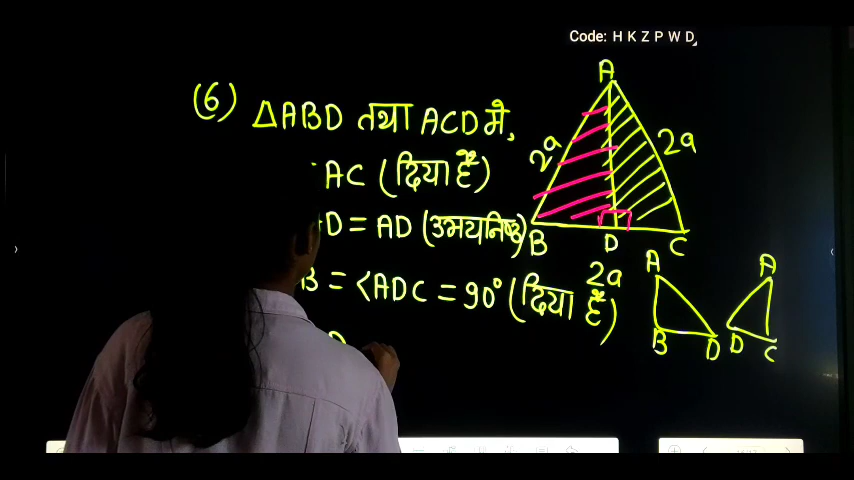 Code: H K Z P W D
(6) ΔABD तथा ACD में,
AC (दिया है)
D = AD (उभयनिष्ठ)
B = <ADC = 90° (दिया है)
A
2a
2a
B
D
C
2a
A
B
D
A
D
C